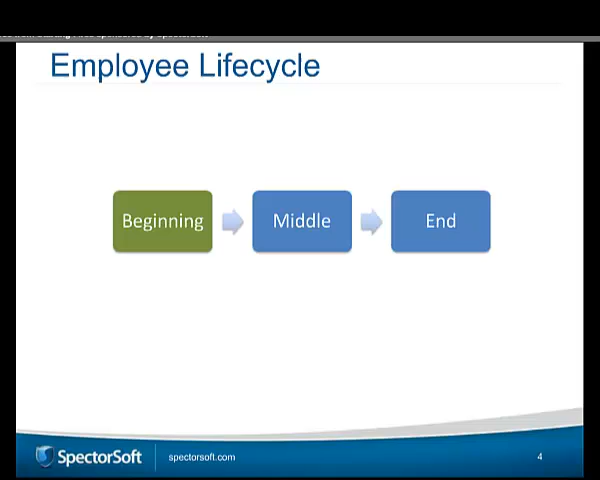 Employee Lifecycle
Beginning
Middle
End
SpectorSoft
spectorsoft.com
4